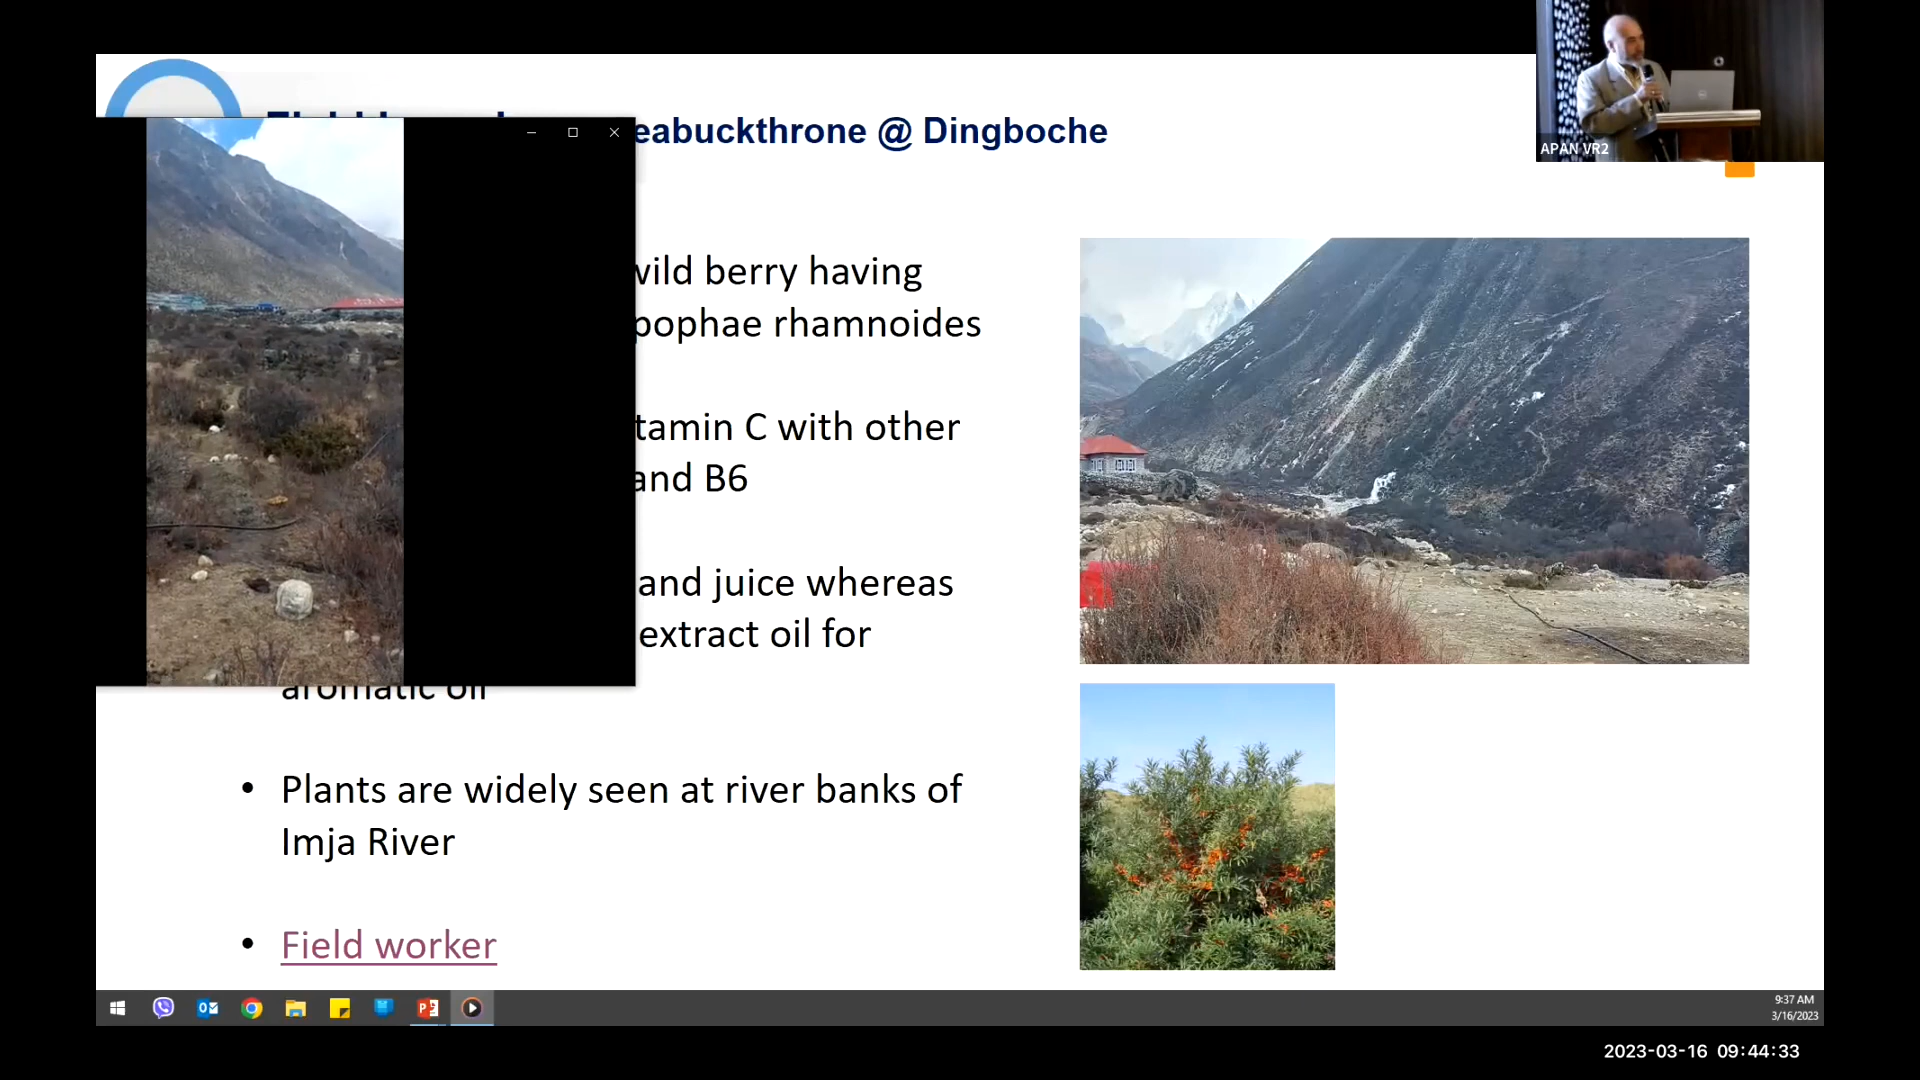 eabuckthrone @ Dingboche
APAN VR2
wild berry having
pophae rhamnoides
tamin C with other
and B6
and juice whereas
extract oil for
aromatic oil
• Plants are widely seen at river banks of
Imja River
• Field worker
9:37 AM
3/16/2023
2023-03-16 09:44:33